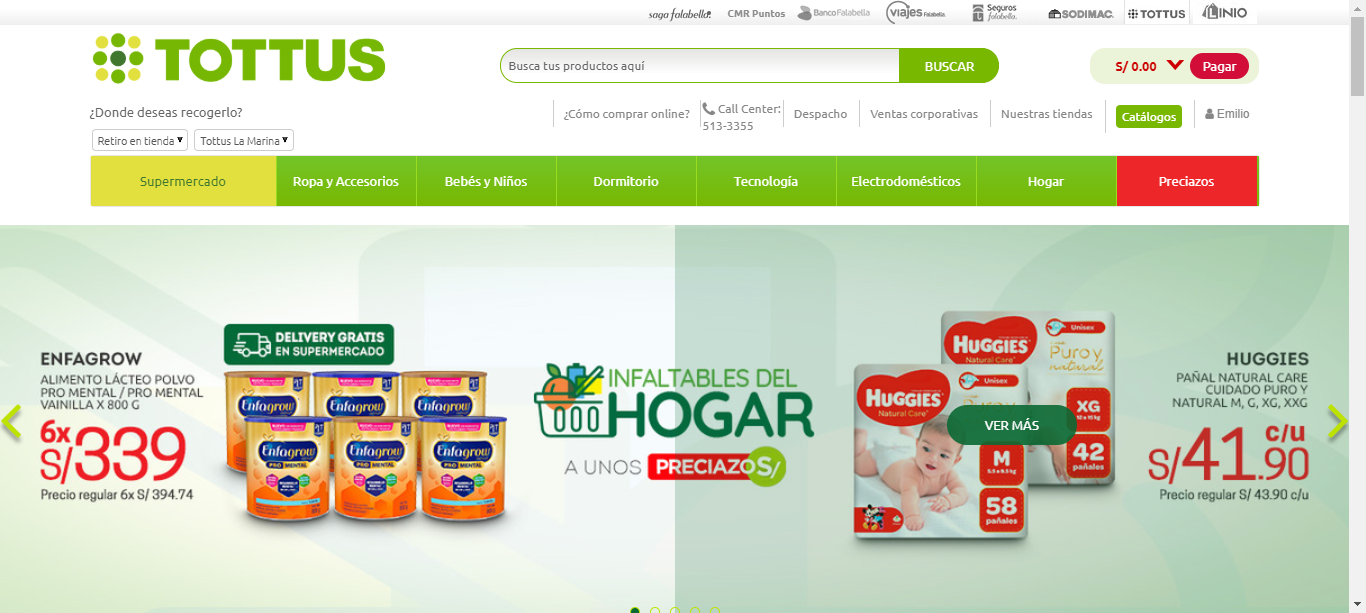 saga falabella.
CMR Puntos
BancoFalabella
viajes Falabella
Seguros falabella.
SODIMAC
TOTTUS
LINIO
TOTTUS
Busca tus productos aquí
BUSCAR
S/ 0.00
Pagar
¿Donde deseas recogerlo?
¿Cómo comprar online?
Call Center:
513-3355
Despacho
Ventas corporativas
Nuestras tiendas
Catálogos
Emilio
Retiro en tienda
Tottus La Marina
Supermercado
Ropa y Accesorios
Bebés y Niños
Dormitorio
Tecnología
Electrodomésticos
Hogar
Preciazos
ENFAGROW
ALIMENTO LÁCTEO POLVO
PRO MENTAL / PRO MENTAL
VAINILLA X 800 G
6x
S/339
Precio regular 6x S/ 394.74
DELIVERY GRATIS
EN SUPERMERCADO
Enfagrow
Enfagrow
Enfagrow
Enfagrow
PRO MENTAL
Enfagrow
PRO MENTAL
Enfagrow
PRO MENTAL
INFALTABLES DEL
HOGAR
A UNOS PRECIAZOS/
HUGGIES
Natural Care
Unisex
Puro y
natural
XG
42
pañales
HUGGIES
Natural Care
Unisex
M
58
pañales
VER MÁS
HUGGIES
PAÑAL NATURAL CARE
CUIDADO PURO Y
NATURAL M, G, XG, XXG
S/41.90 c/u
Precio regular S/ 43.90 c/u